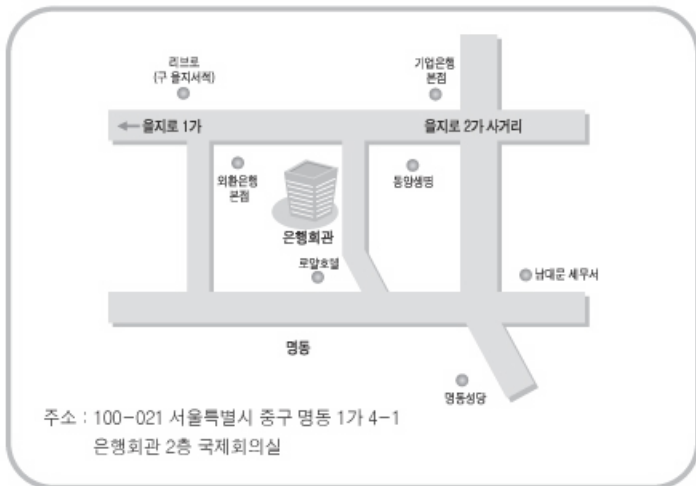 리브로
(구 을지서적)
기업은행
본점
을지로 1가
을지로 2가 사거리
외환은행
본점
동양생명
은행회관
로얄호텔
남대문 세무서
명동
명동성당
주소 : 100-021 서울특별시 중구 명동 1가 4-1
은행회관 2층 국제회의실